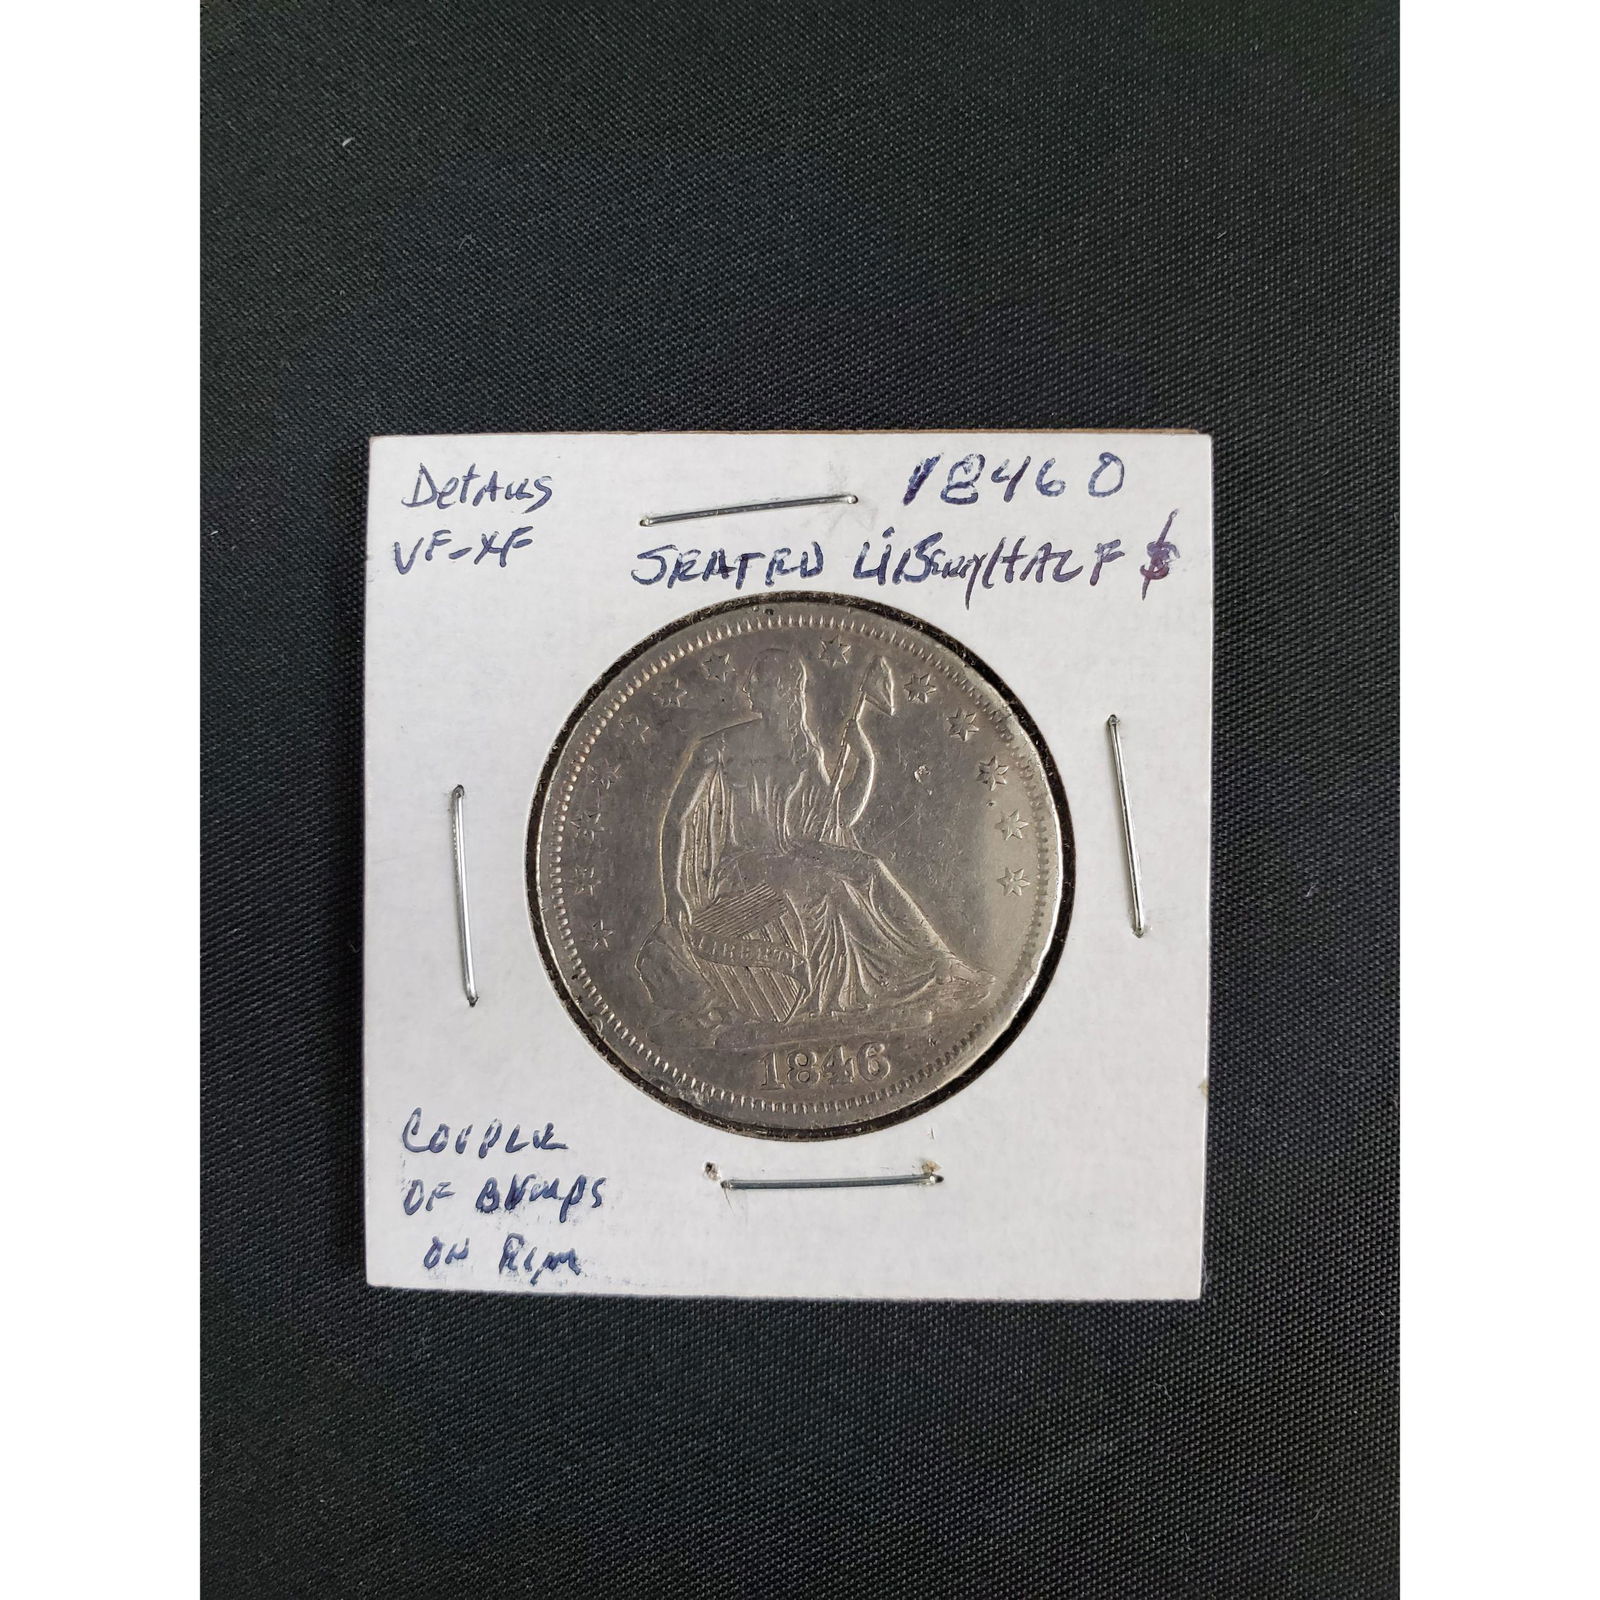 Details
VF-XF
1846 O
SEATED LIBERTY HALF $
LIBERTY
1846
COUPLE
OF BUMPS
ON Rim